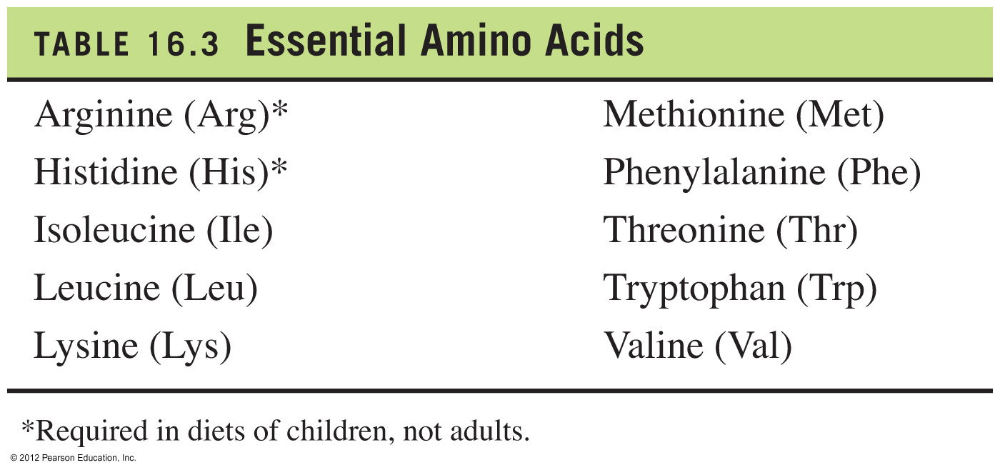 TABLE 16.3 Essential Amino Acids
Arginine (Arg)*
Histidine (His)*
Isoleucine (Ile)
Leucine (Leu)
Lysine (Lys)
Methionine (Met)
Phenylalanine (Phe)
Threonine (Thr)
Tryptophan (Trp)
Valine (Val)
*Required in diets of children, not adults.
© 2012 Pearson Education, Inc.